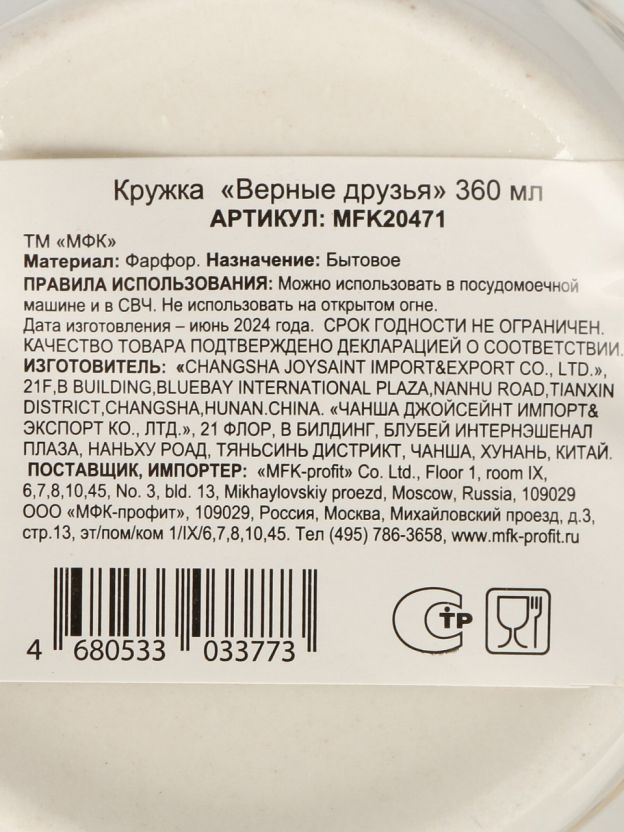 Кружка «Верные друзья» 360 мл
АРТИКУЛ: MFK20471
ТМ «МФК»
Материал: Фарфор. Назначение: Бытовое
ПРАВИЛА ИСПОЛЬЗОВАНИЯ: Можно использовать в посудомоечной
машине и в СВЧ. Не использовать на открытом огне.
Дата изготовления – июнь 2024 года. СРОК ГОДНОСТИ НЕ ОГРАНИЧЕН.
КАЧЕСТВО ТОВАРА ПОДТВЕРЖДЕНО ДЕКЛАРАЦИЕЙ О СООТВЕТСТВИИ.
ИЗГОТОВИТЕЛЬ: «CHANGSHA JOYSAINT IMPORT&EXPORT CO., LTD.»,
21F,B BUILDING,BLUEBAY INTERNATIONAL PLAZA,NANHU ROAD,TIANXIN
DISTRICT,CHANGSHA,HUNAN.CHINA. «ЧАНША ДЖОЙСЕЙНТ ИМПОРТ&
ЭКСПОРТ КО., ЛТД.», 21 ФЛОР, В БИЛДИНГ, БЛУБЕЙ ИНТЕРНЭШЕНАЛ
ПЛАЗА, НАНЬХУ РОАД, ТЯНЬСИНЬ ДИСТРИКТ, ЧАНША, ХУНАНЬ, КИТАЙ.
ПОСТАВЩИК, ИМПОРТЕР: «MFK-profit» Co. Ltd., Floor 1, room IX,
6,7,8,10,45, No. 3, bld. 13, Mikhaylovskiy proezd, Moscow, Russia, 109029
ООО «МФК-профит», 109029, Россия, Москва, Михайловский проезд, д.3,
стр.13, эт/пом/ком 1/IX/6,7,8,10,45. Тел (495) 786-3658, www.mfk-profit.ru
4 680533 033773
СТР